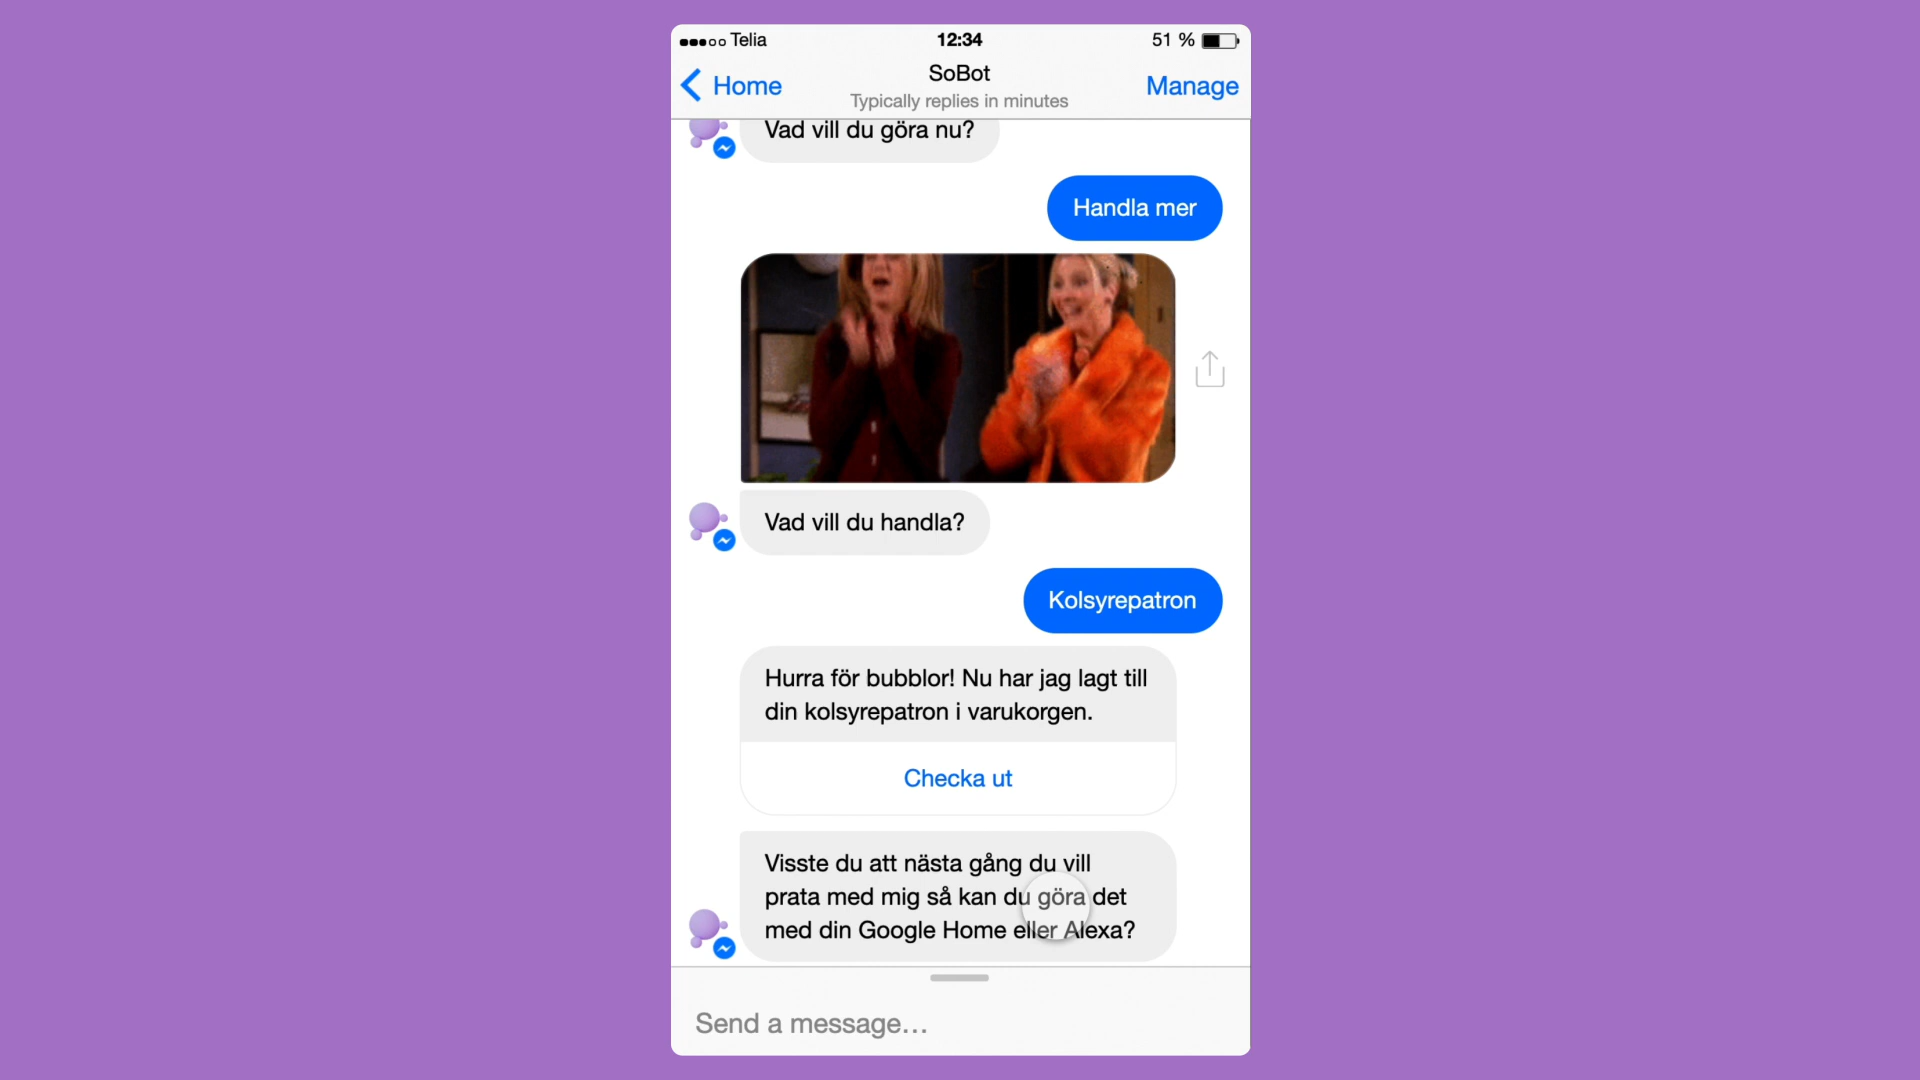 Telia
12:34
51 %
Home
SoBot
Typically replies in minutes
Manage
Vad vill du göra nu?
Handla mer
Vad vill du handla?
Kolsyrepatron
Hurra för bubblor! Nu har jag lagt till
din kolsyrepatron i varukorgen.
Checka ut
Visste du att nästa gång du vill
prata med mig så kan du göra det
med din Google Home eller Alexa?
Send a message...